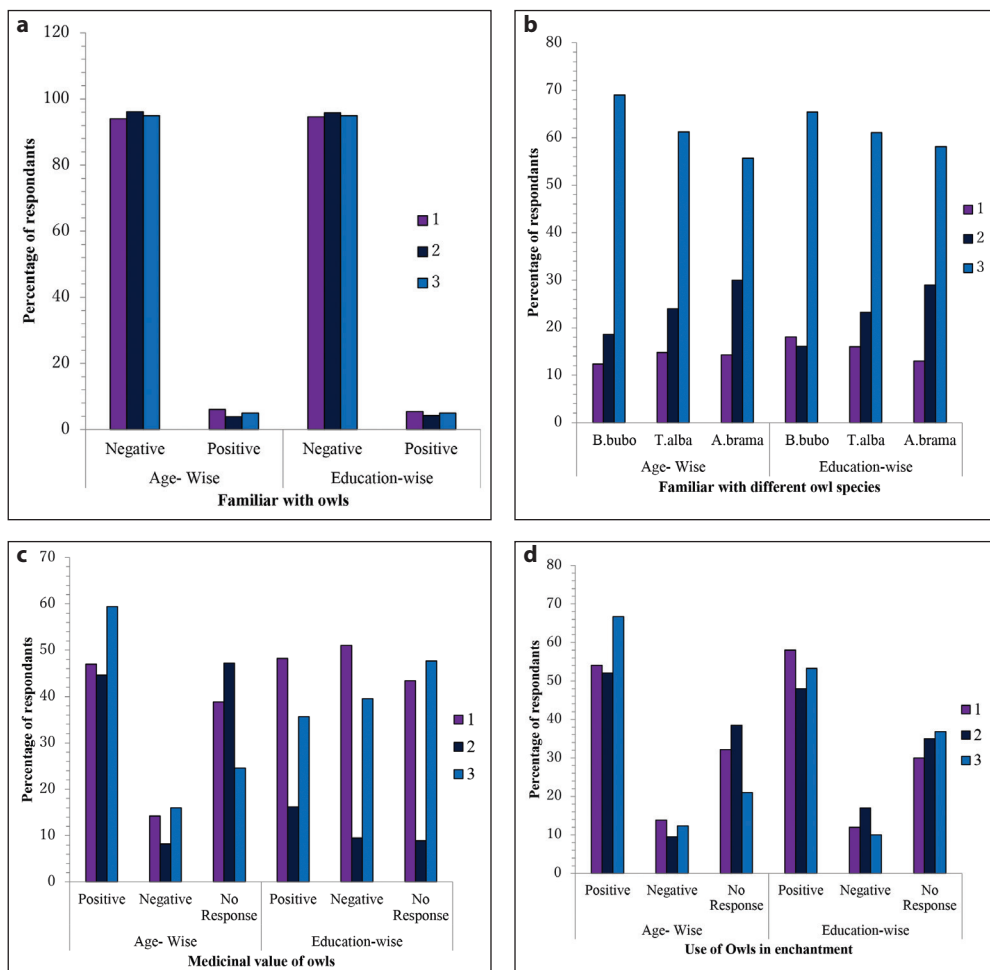 a
120
100
80
60
40
20
0
Percentage of respondents
1
2
3
Negative Positive Negative Positive
Age- Wise Education-wise
Familiar with owls
b
80
70
60
50
40
30
20
10
0
Percentage of respondants
1
2
3
B.bubo T.alba A.brama B.bubo T.alba A.brama
Age-Wise Education-wise
Familiar with different owl species
c
70
60
50
40
30
20
10
0
Percentage of respondants
1
2
3
Positive Negative No Positive Negative No
Response Response
Age- Wise Education-wise
Medicinal value of owls
d
80
70
60
50
40
30
20
10
0
Percentage of respondants
1
2
3
Positive Negative No Positive Negative No
Response Response
Age- Wise Education-wise
Use of Owls in enchantment